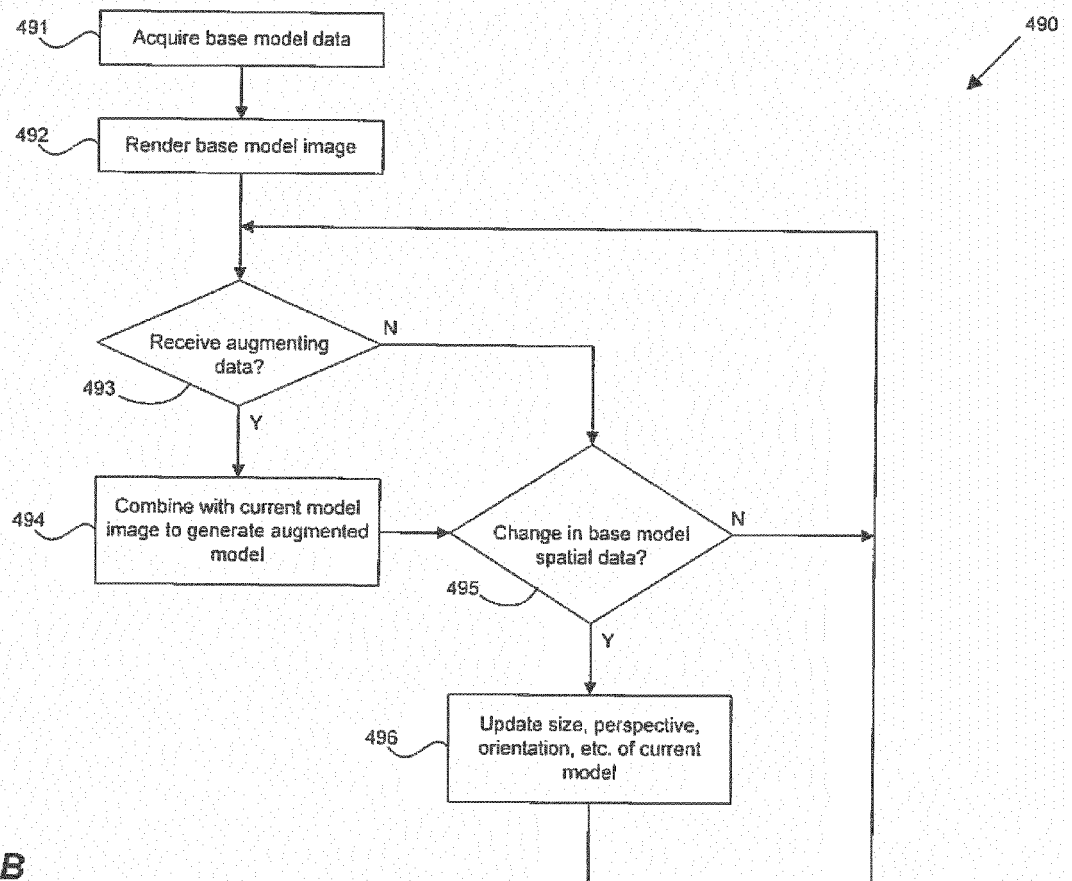 491
Acquire base model data
490
492
Render base model image
Receive augmenting
data?
N
493
Y
494
Combine with current model
image to generate augmented
model
Change in base model
spatial data?
N
495
Y
496
Update size, perspective,
orientation, etc. of current
model
B